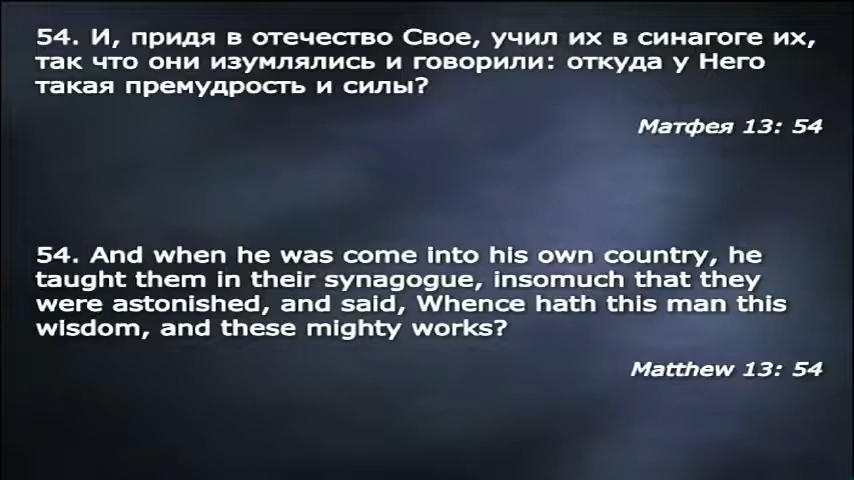 54. И, придя в отечество Свое, учил их в синагоге их,
так что они изумлялись и говорили: откуда у Него
такая премудрость и силы?
Матфея 13: 54
54. And when he was come into his own country, he
taught them in their synagogue, insomuch that they
were astonished, and said, Whence hath this man this
wisdom, and these mighty works?
Matthew 13: 54